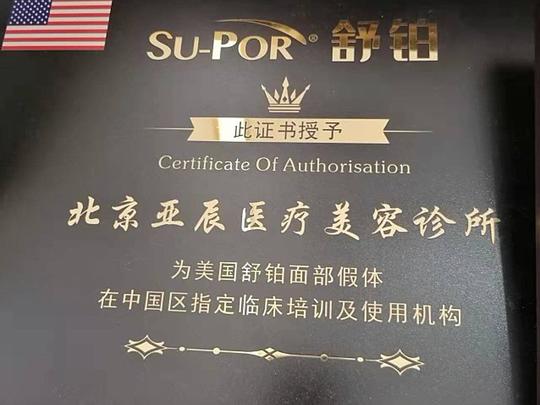 SU-POR® 舒铂
此证书授予
Certificate Of Authorisation
北京亚辰医疗美容诊所
为美国舒铂面部假体
在中国区指定临床培训及使用机构